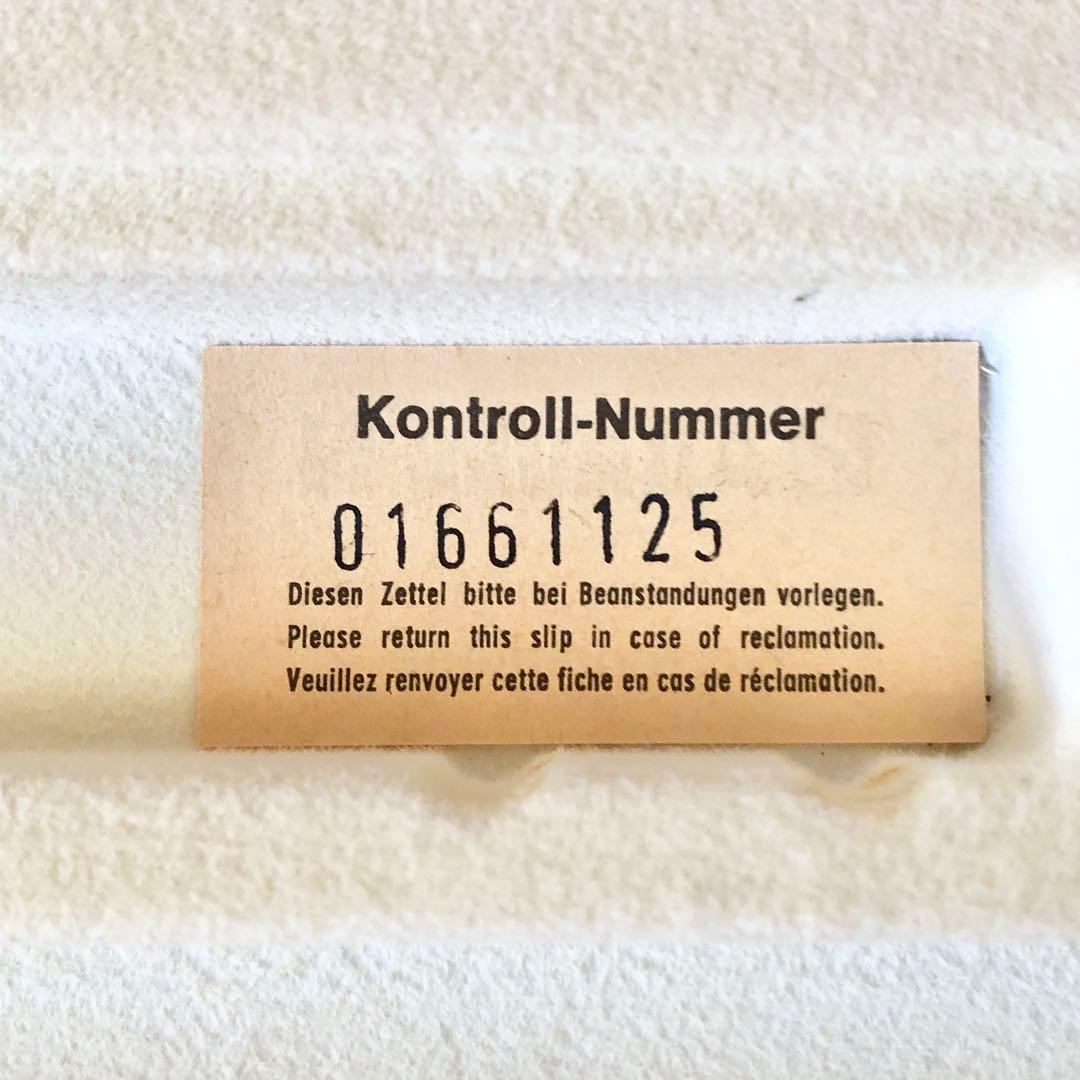 Kontroll-Nummer
01661125
Diesen Zettel bitte bei Beanstandungen vorlegen.
Please return this slip in case of reclamation.
Veuillez renvoyer cette fiche en cas de réclamation.